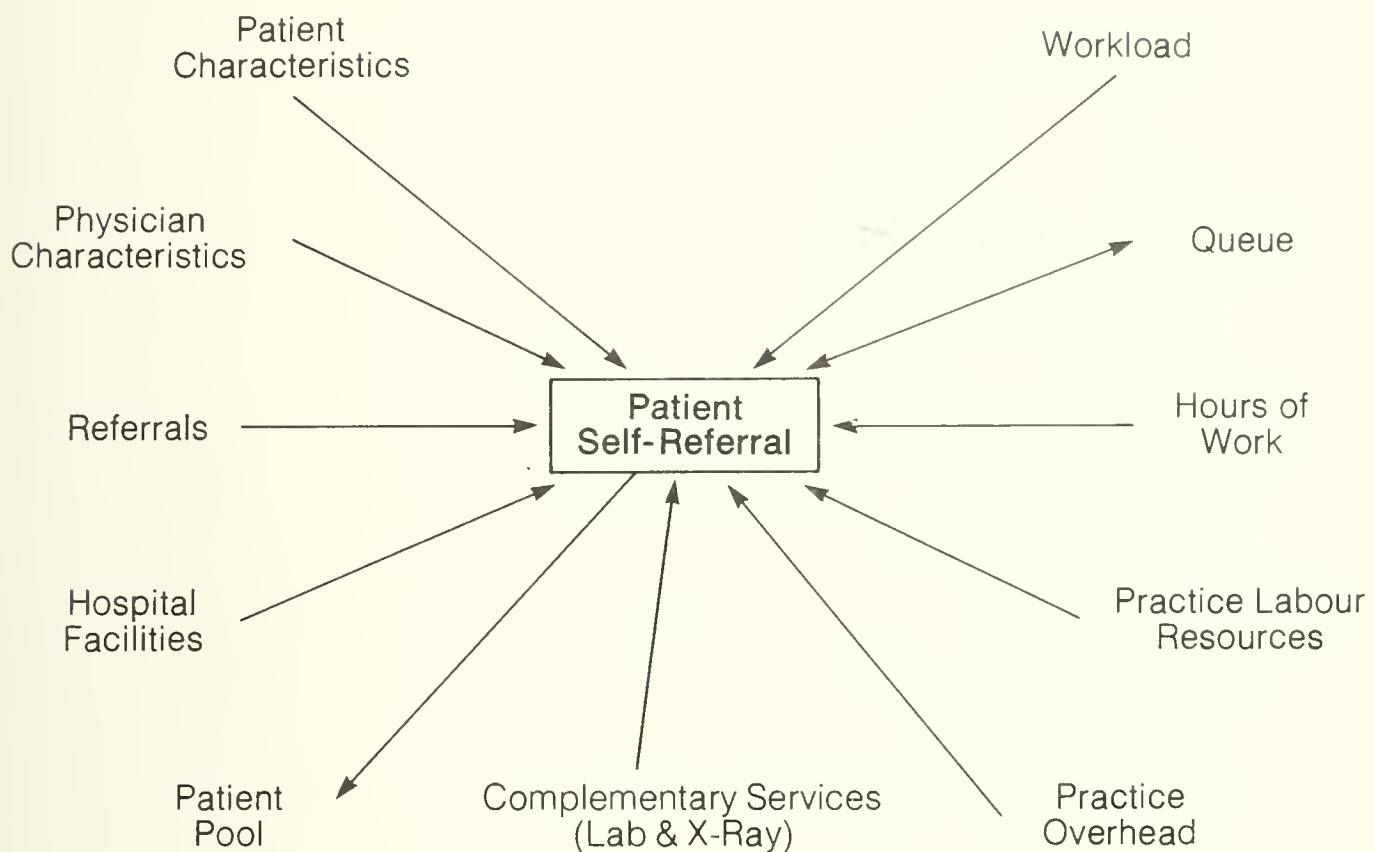 Patient
Characteristics
Workload
Physician
Characteristics
Queue
Referrals
Patient
Self-Referral
Hours of
Work
Hospital
Facilities
Practice Labour
Resources
Patient
Pool
Complementary Services
(Lab & X-Ray)
Practice
Overhead